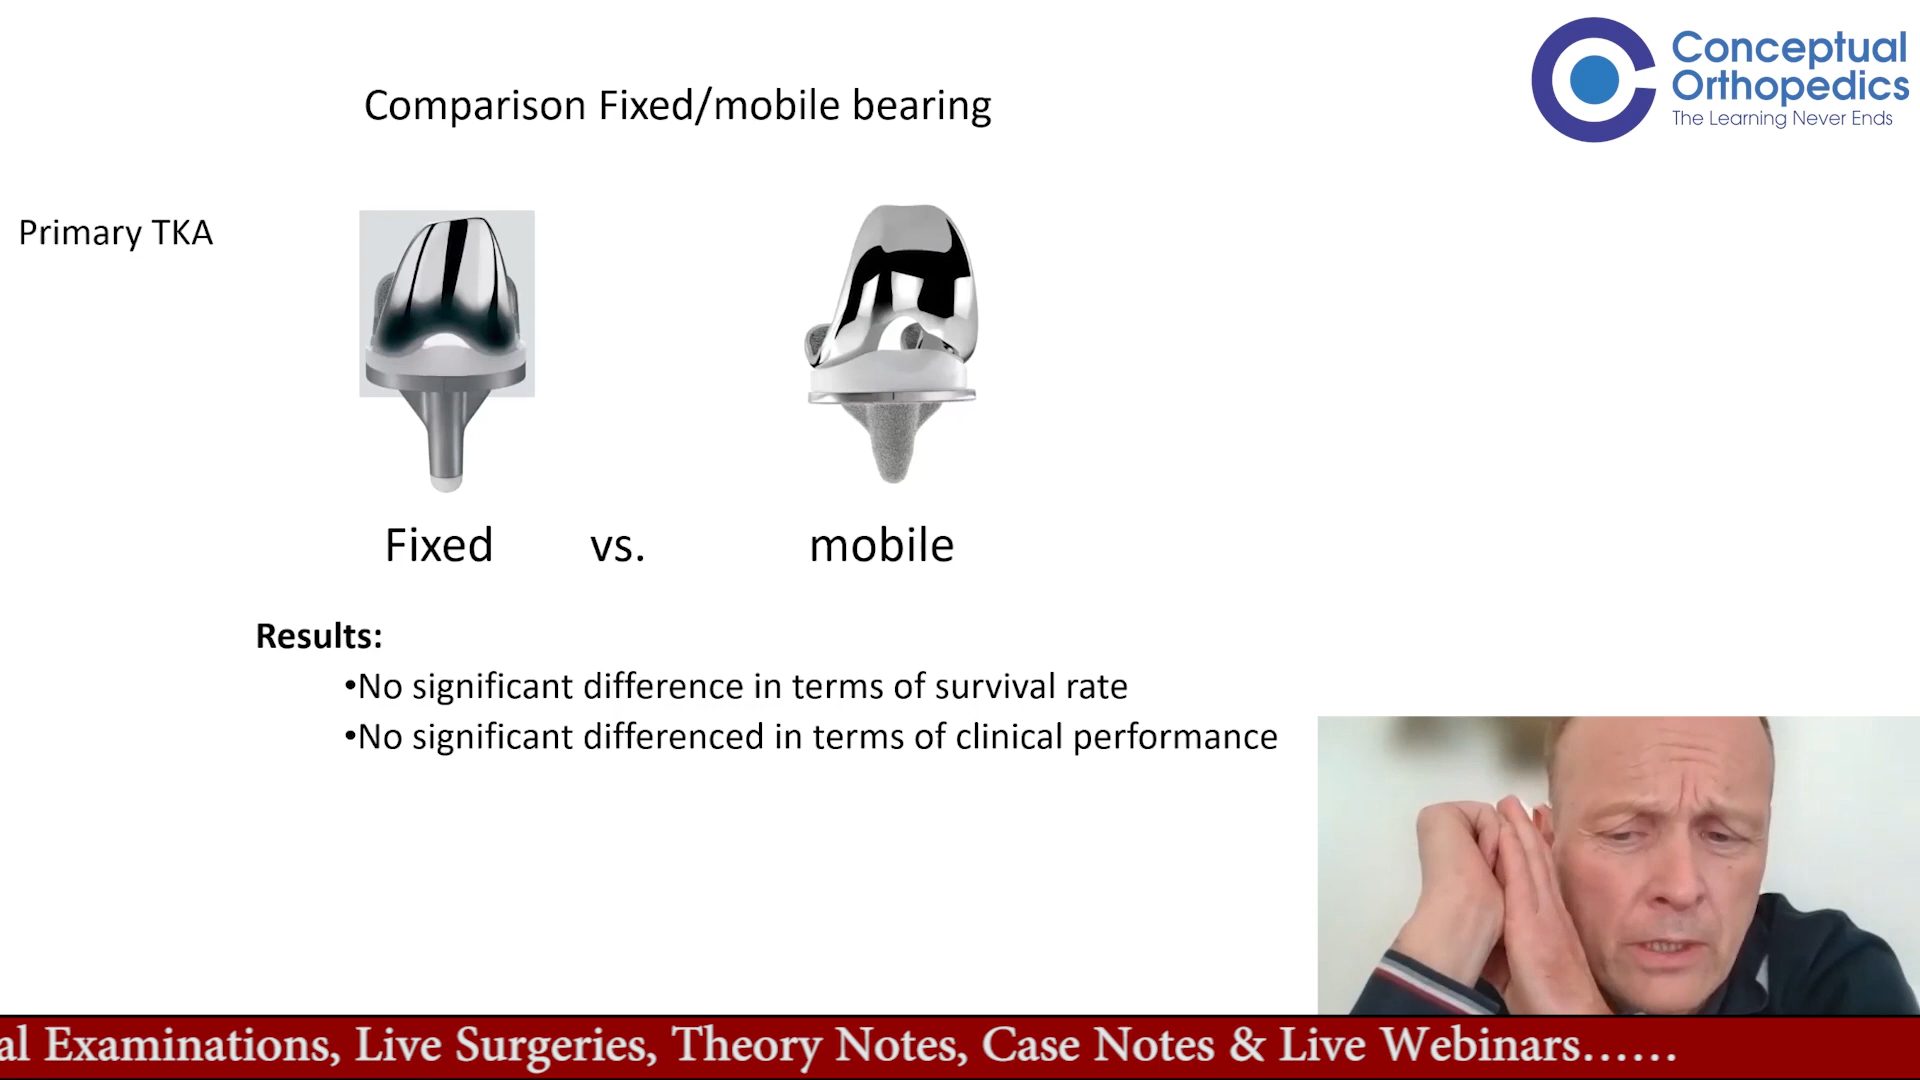 Conceptual
Orthopedics
The Learning Never Ends
Comparison Fixed/mobile bearing
Primary TKA
Fixed vs. mobile
Results:
•No significant difference in terms of survival rate
•No significant differenced in terms of clinical performance
al Examinations, Live Surgeries, Theory Notes, Case Notes & Live Webinars......